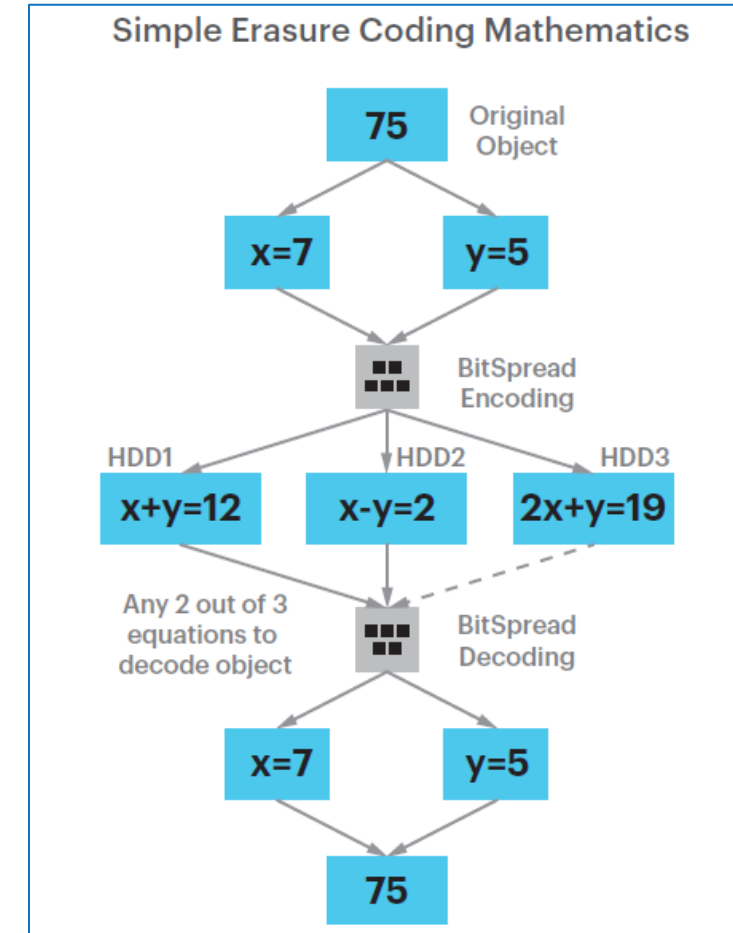 Simple Erasure Coding Mathematics
75
Original
Object
x=7
y=5
BitSpread
Encoding
HDD1
HDD2
HDD3
x+y=12
x-y=2
2x+y=19
Any 2 out of 3
equations to
decode object
BitSpread
Decoding
x=7
y=5
75